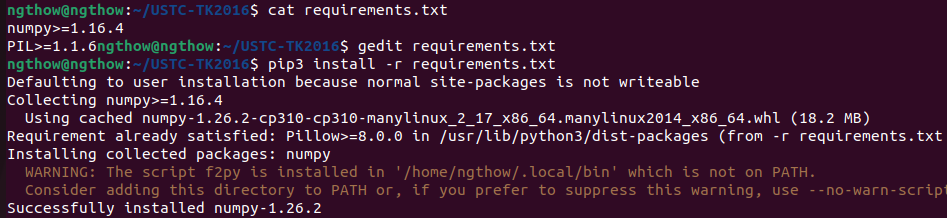 ngthow@ngthow:~/USTC-TK2016$ cat requirements.txt
numpy>=1.16.4
PIL>=1.1.6ngthow@ngthow:~/USTC-TK2016$ gedit requirements.txt
ngthow@ngthow:~/USTC-TK2016$ pip3 install -r requirements.txt
Defaulting to user installation because normal site-packages is not writeable
Collecting numpy>=1.16.4
  Using cached numpy-1.26.2-cp310-cp310-manylinux_2_17_x86_64.manylinux2014_x86_64.whl (18.2 MB)
Requirement already satisfied: Pillow>=8.0.0 in /usr/lib/python3/dist-packages (from -r requirements.txt
Installing collected packages: numpy
  WARNING: The script f2py is installed in '/home/ngthow/.local/bin' which is not on PATH.
  Consider adding this directory to PATH or, if you prefer to suppress this warning, use --no-warn-script
Successfully installed numpy-1.26.2